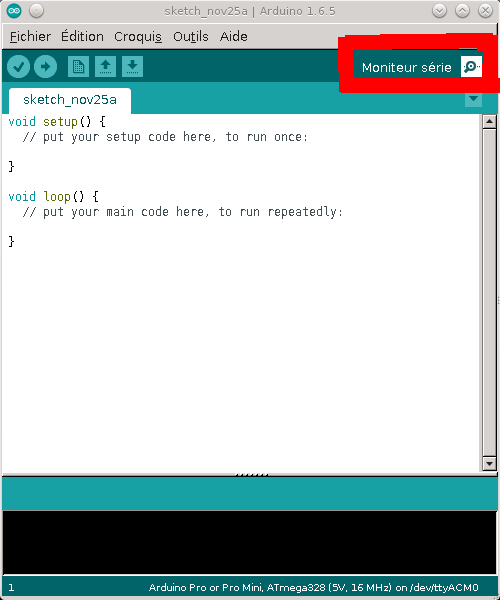 sketch_nov25a | Arduino 1.6.5
Fichier Édition Croquis Outils Aide
Moniteur série
sketch_nov25a
void setup() {
// put your setup code here, to run once:
}
void loop() {
// put your main code here, to run repeatedly:
}
1
Arduino Pro or Pro Mini, ATmega328 (5V, 16 MHz) on /dev/ttyACM0